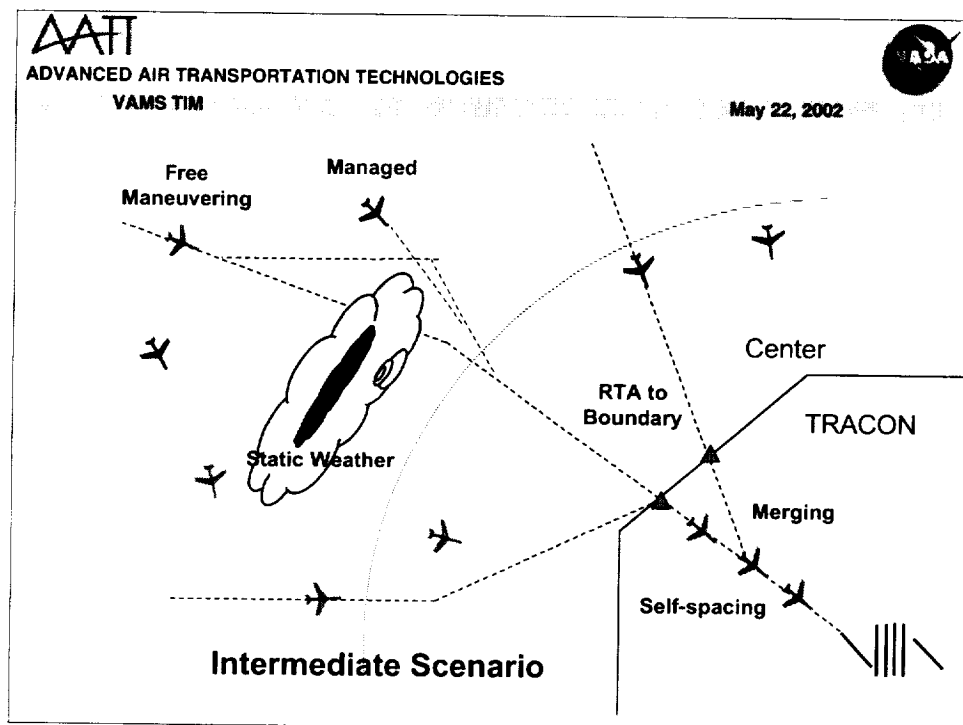 AATT
NASA
ADVANCED AIR TRANSPORTATION TECHNOLOGIES
VAMS TIM
May 22, 2002
Free
Maneuvering
Managed
Center
RTA to
Boundary
TRACON
Static Weather
Merging
Self-spacing
Intermediate Scenario